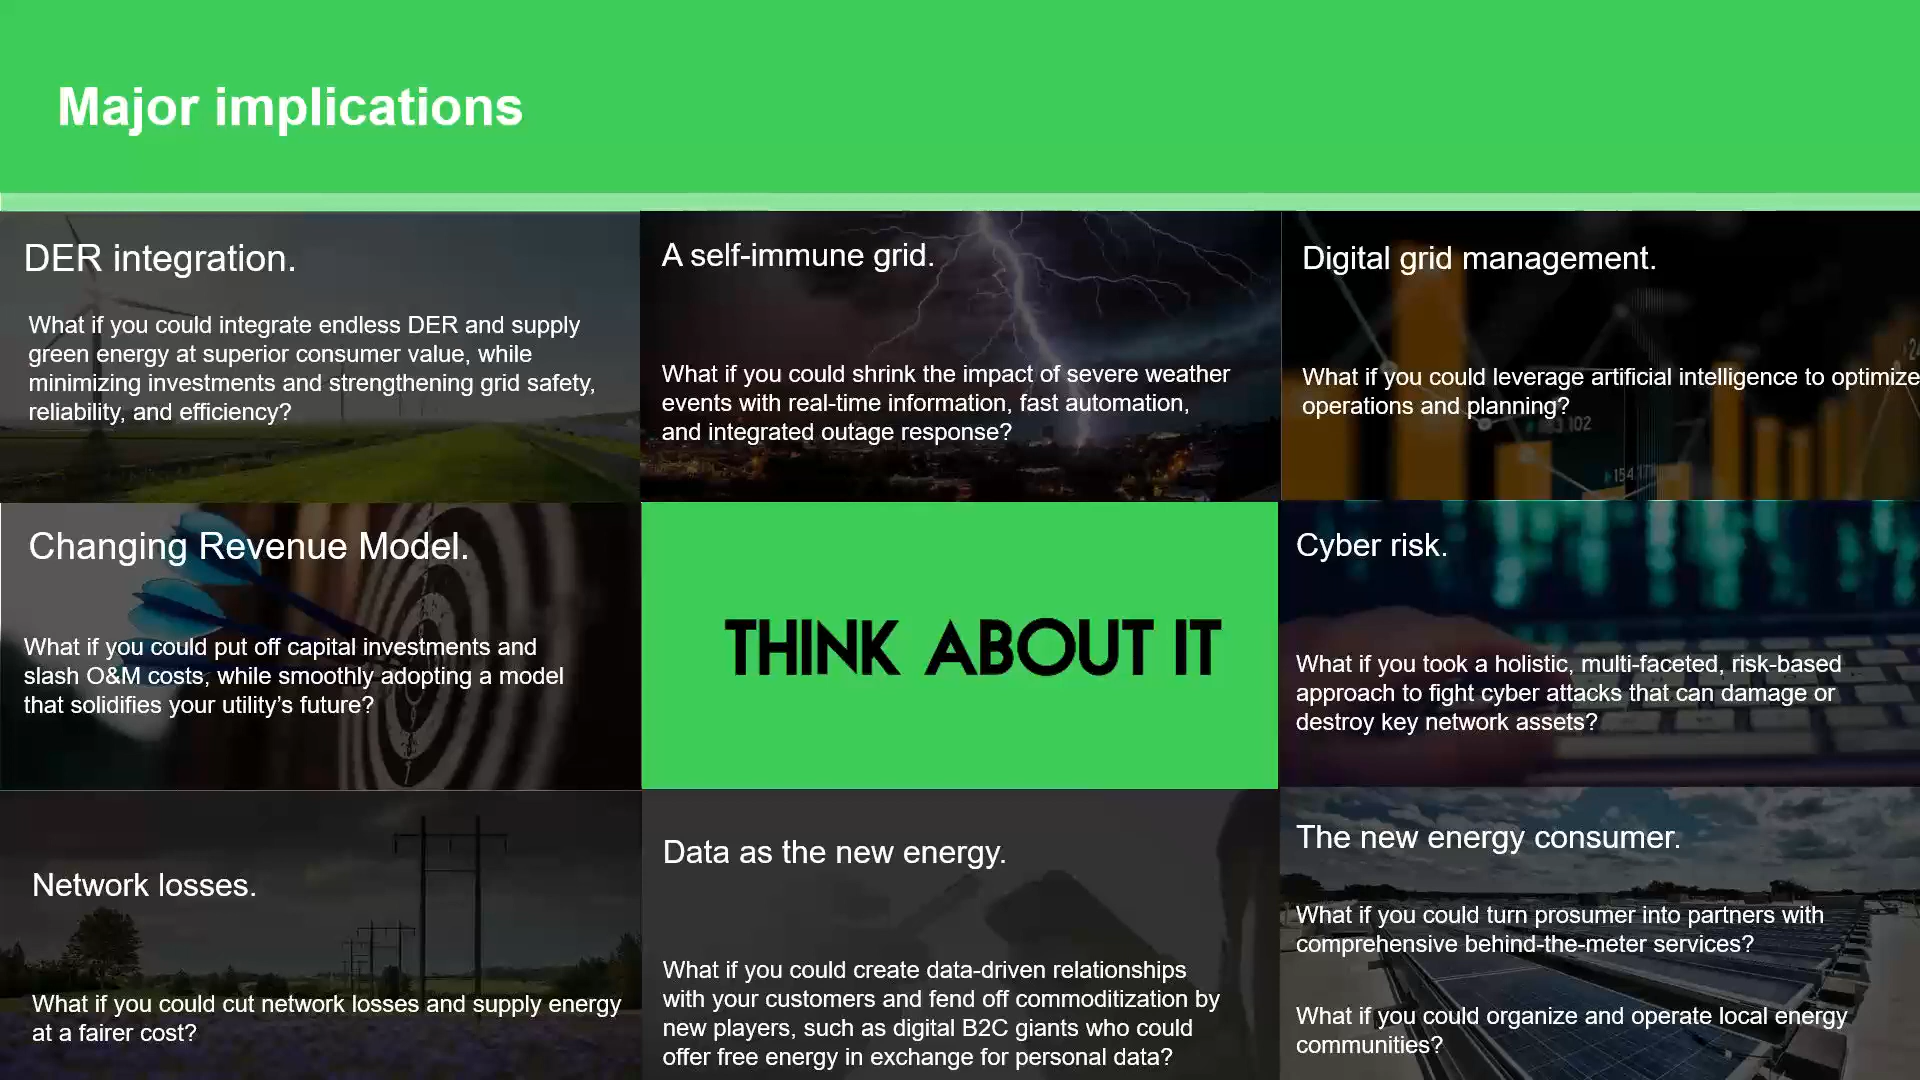 Major implications
DER integration.
What if you could integrate endless DER and supply
green energy at superior consumer value, while
minimizing investments and strengthening grid safety,
reliability, and efficiency?
A self-immune grid.
What if you could shrink the impact of severe weather
events with real-time information, fast automation,
and integrated outage response?
Digital grid management.
What if you could leverage artificial intelligence to optimize
operations and planning?
Changing Revenue Model.
What if you could put off capital investments and
slash O&M costs, while smoothly adopting a model
that solidifies your utility’s future?
THINK ABOUT IT
Cyber risk.
What if you took a holistic, multi-faceted, risk-based
approach to fight cyber attacks that can damage or
destroy key network assets?
Network losses.
What if you could cut network losses and supply energy
at a fairer cost?
Data as the new energy.
What if you could create data-driven relationships
with your customers and fend off commoditization by
new players, such as digital B2C giants who could
offer free energy in exchange for personal data?
The new energy consumer.
What if you could turn prosumer into partners with
comprehensive behind-the-meter services?
What if you could organize and operate local energy
communities?